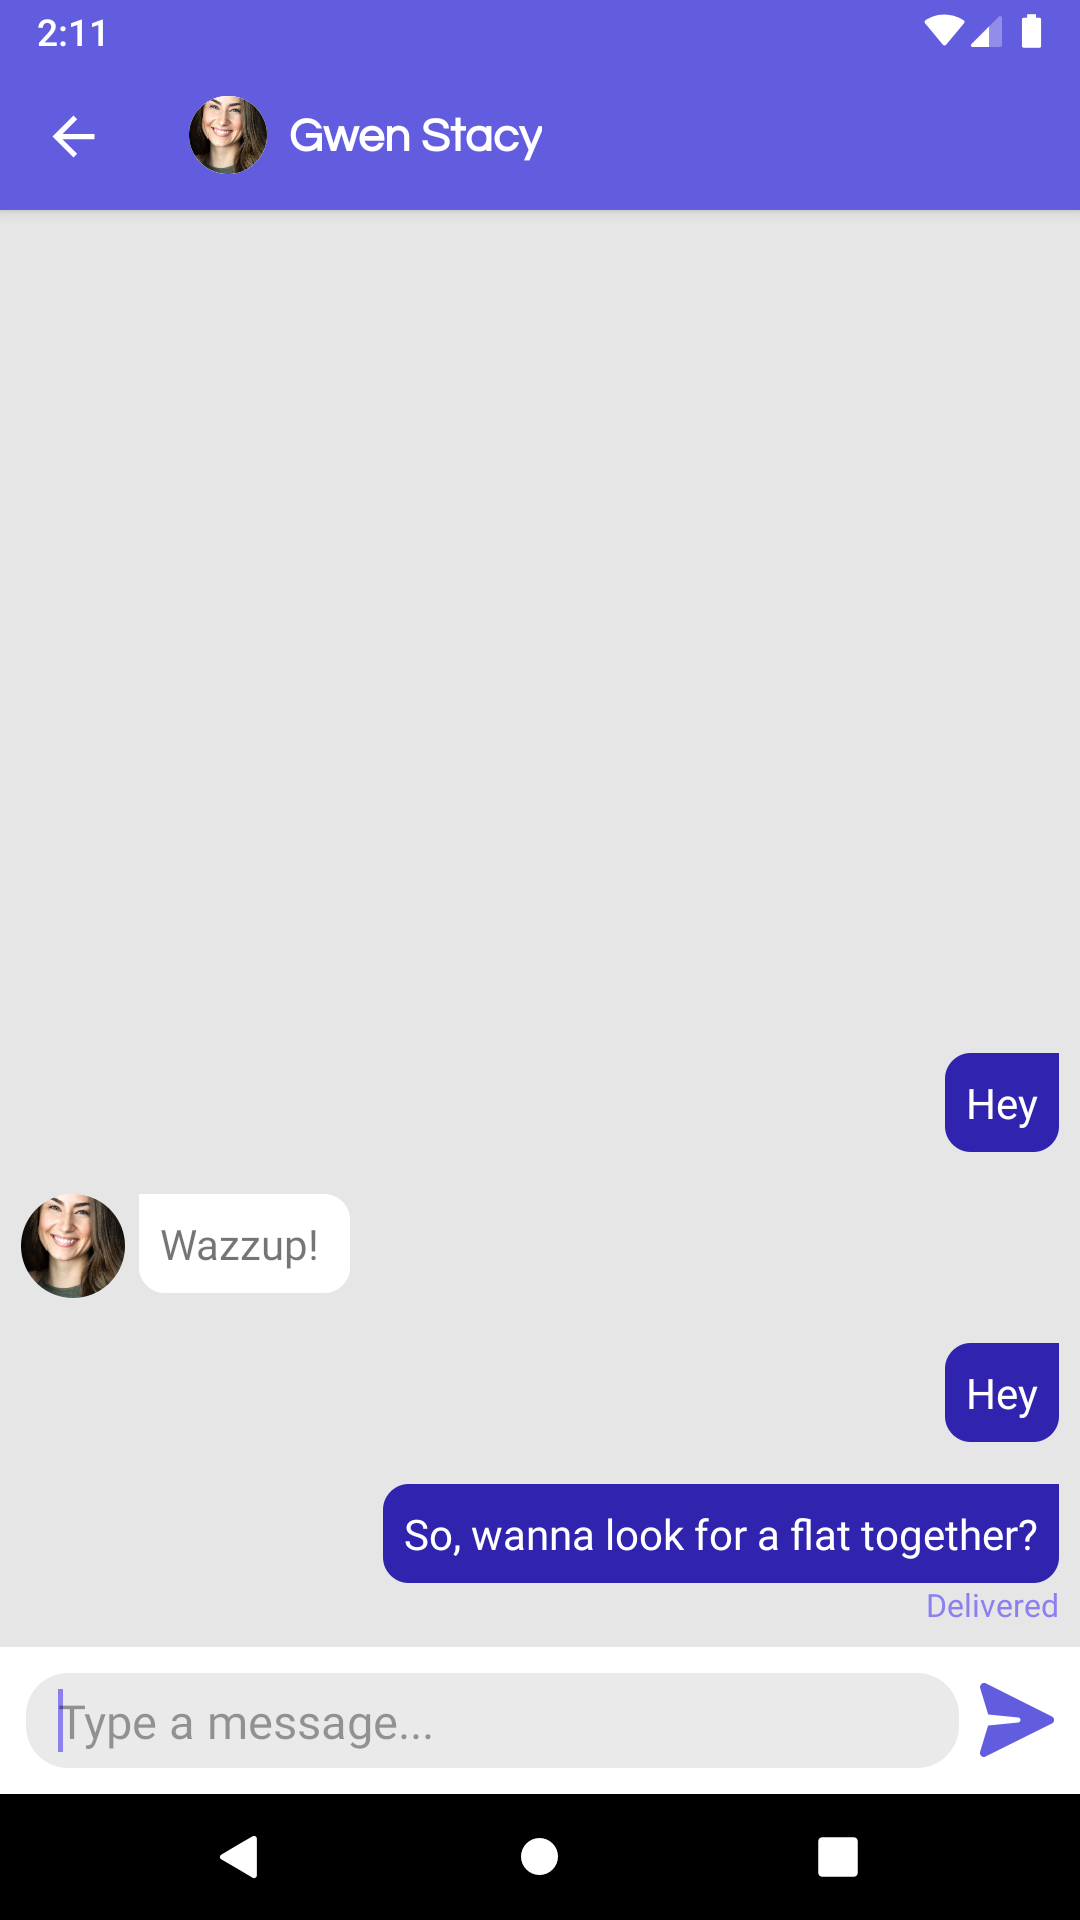 2:11
Gwen Stacy
Hey
Wazzup!
Hey
So, wanna look for a flat together?
Delivered
Type a message...